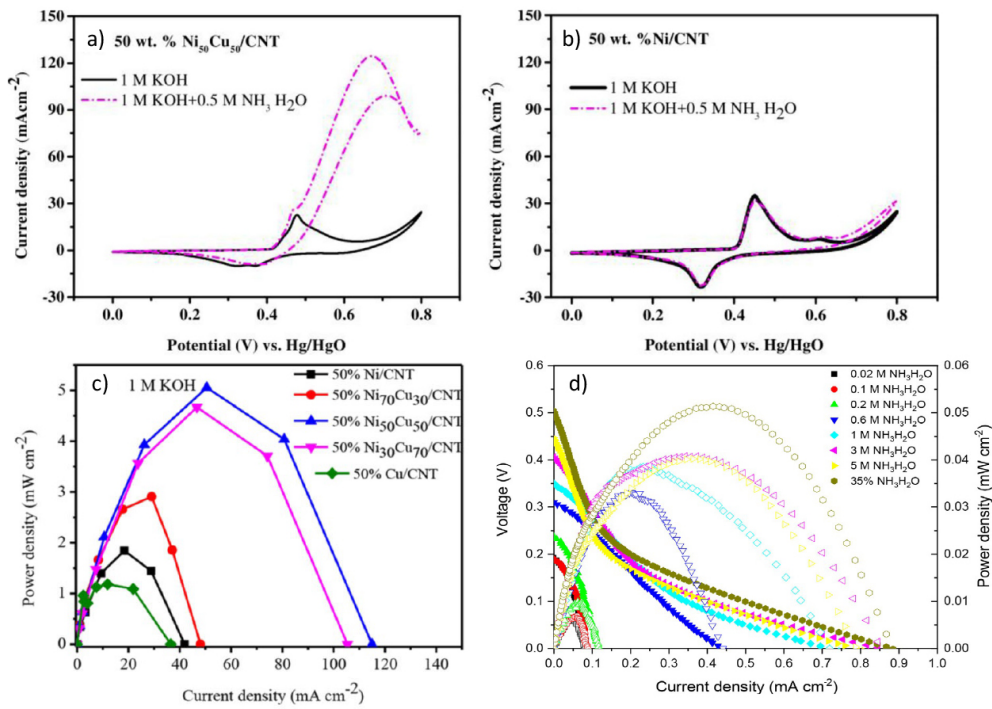 a) 50 wt. % Ni₅₀Cu₅₀/CNT
1 M KOH
1 M KOH+0.5 M NH₃ H₂O
Current density (mAcm⁻²)
150
120
90
60
30
0
-30
0.0 0.2 0.4 0.6 0.8
Potential (V) vs. Hg/HgO
b) 50 wt. %Ni/CNT
1 M KOH
1 M KOH+0.5 M NH₃ H₂O
Current density (mAcm⁻²)
150
120
90
60
30
0
-30
0.0 0.2 0.4 0.6 0.8
Potential (V) vs. Hg/HgO
c) 1 M KOH
50% Ni/CNT
50% Ni₇₀Cu₃₀/CNT
50% Ni₅₀Cu₅₀/CNT
50% Ni₃₀Cu₇₀/CNT
50% Cu/CNT
Power density (mW cm⁻²)
5
4
3
2
1
0
0 20 40 60 80 100 120 140
Current density (mA cm⁻²)
d)
0.02 M NH₃H₂O
0.1 M NH₃H₂O
0.2 M NH₃H₂O
0.6 M NH₃H₂O
1 M NH₃H₂O
3 M NH₃H₂O
5 M NH₃H₂O
35% NH₃H₂O
Voltage (V)
0.6
0.5
0.4
0.3
0.2
0.1
0.0
0.0 0.1 0.2 0.3 0.4 0.5 0.6 0.7 0.8 0.9 1.0
Current density (mA cm⁻²)
0.06
0.05
0.04
0.03
0.02
0.01
0.00
Power density (mW cm⁻²)